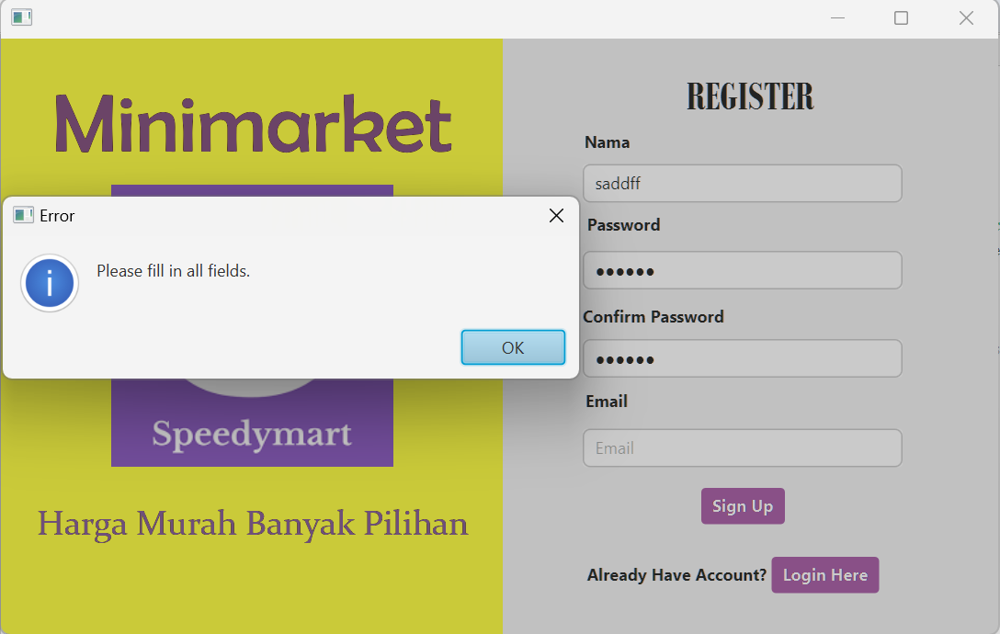 Minimarket
Speedymart
Harga Murah Banyak Pilihan
Error
Please fill in all fields.
OK
REGISTER
Nama
saddff
Password
••••••
Confirm Password
••••••
Email
Email
Sign Up
Already Have Account? Login Here